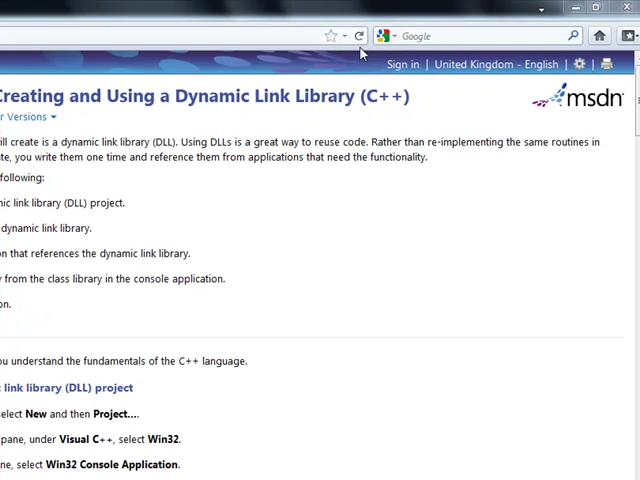 Google
Sign in | United Kingdom - English |
Creating and Using a Dynamic Link Library (C++)
msdn
r Versions
ill create is a dynamic link library (DLL). Using DLLs is a great way to reuse code. Rather than re-implementing the same routines in
ate, you write them one time and reference them from applications that need the functionality.
following:
mic link library (DLL) project.
dynamic link library.
on that references the dynamic link library.
y from the class library in the console application.
on.
ou understand the fundamentals of the C++ language.
c link library (DLL) project
select New and then Project....
pane, under Visual C++, select Win32.
ne, select Win32 Console Application.